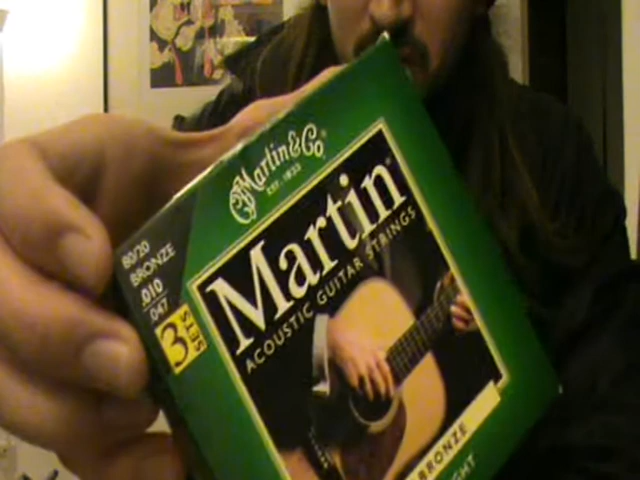 Martin & Co.
EST. 1833
Martin
ACOUSTIC GUITAR STRINGS
80/20
BRONZE
.010
.047
3 SETS
BRONZE